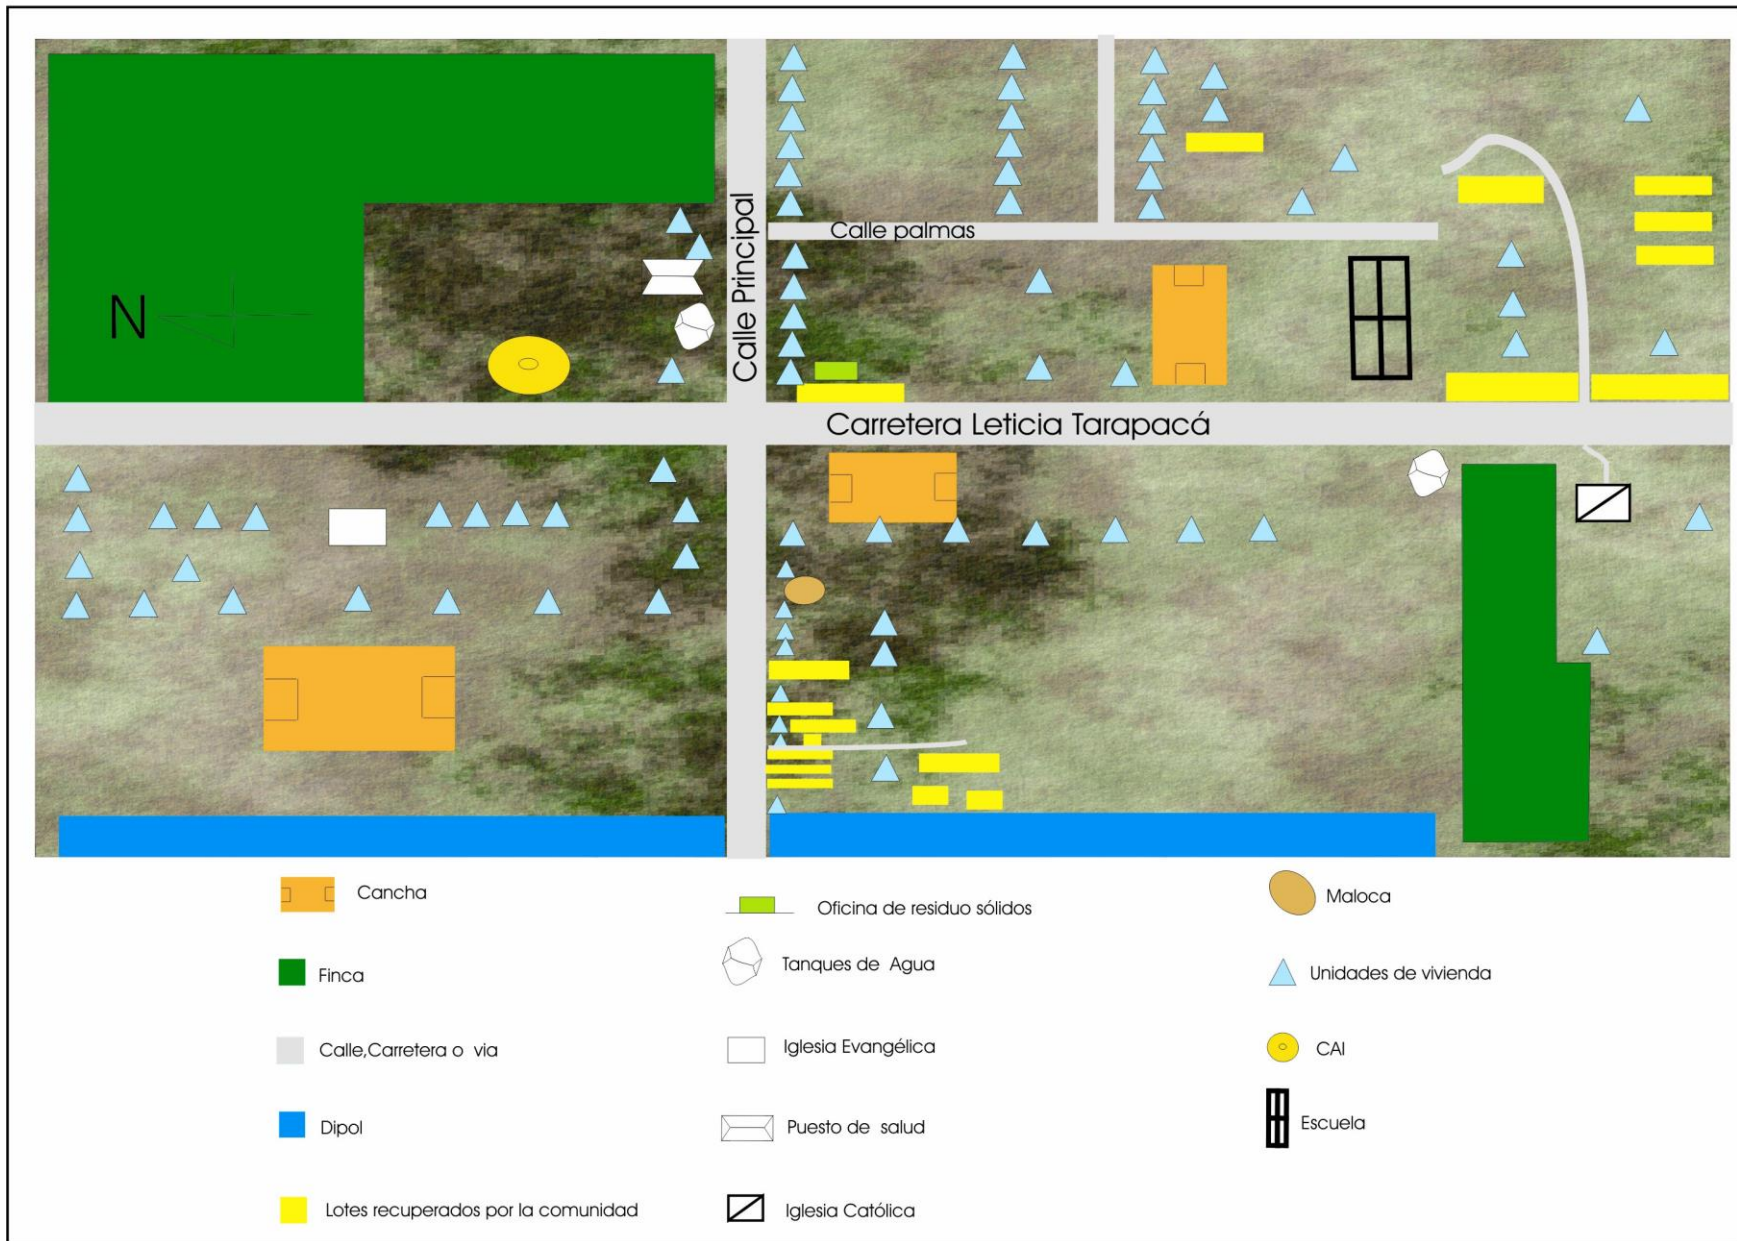 Calle Principal
Calle palmas
N
Carretera Leticia Tarapacá
Cancha
Oficina de residuo sólidos
Maloca
Finca
Tanques de Agua
Unidades de vivienda
Calle,Carretera o via
Iglesia Evangélica
CAI
Dipol
Puesto de salud
Escuela
Lotes recuperados por la comunidad
Iglesia Católica